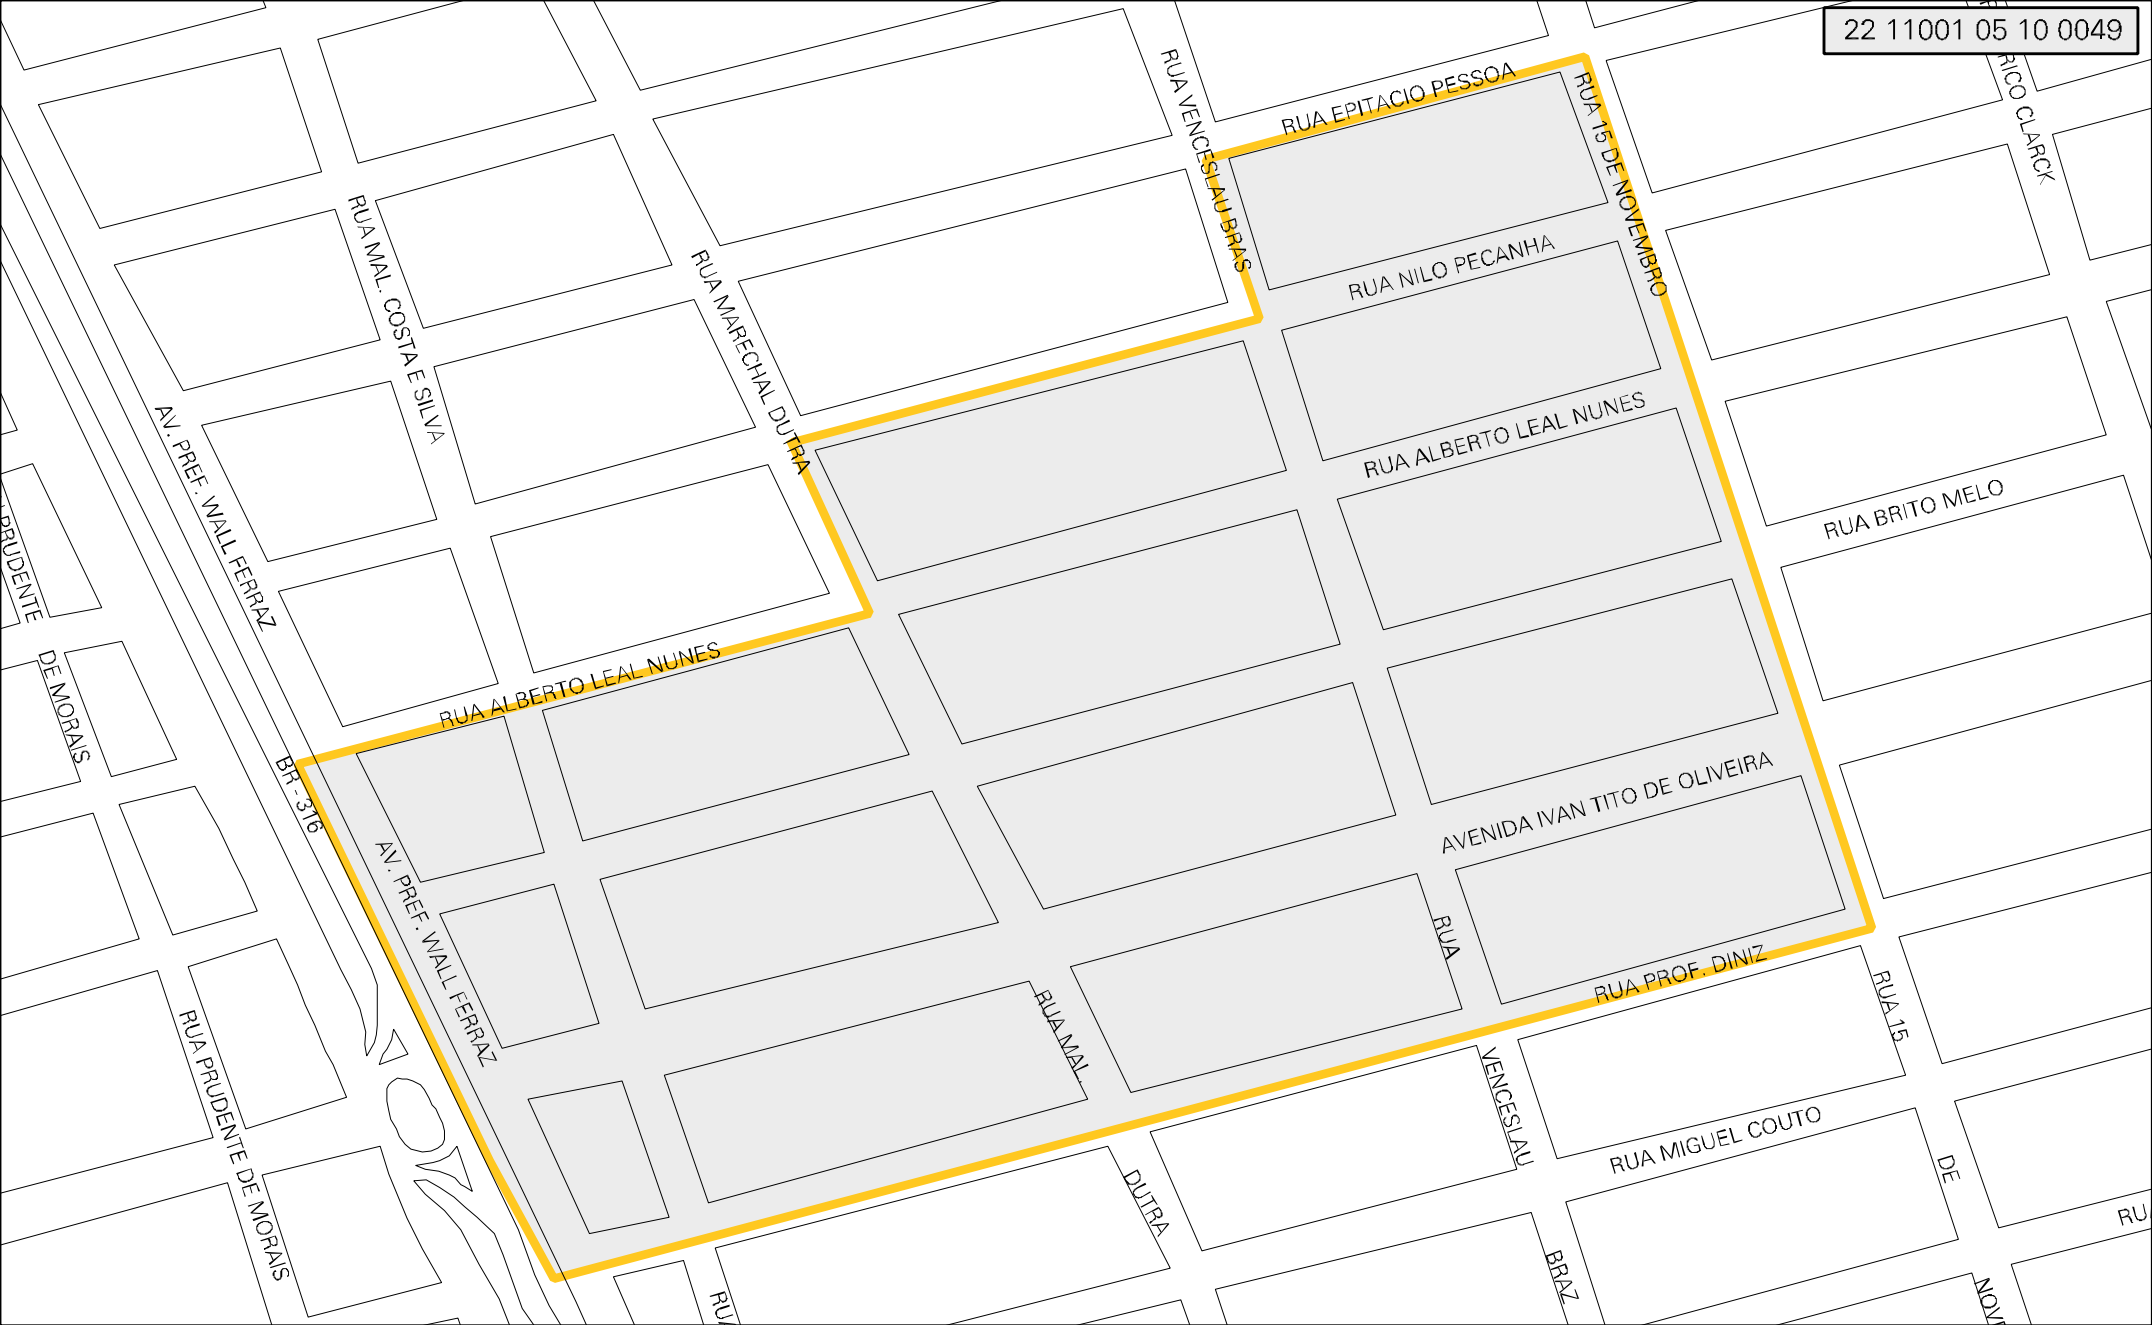 22 11001 05 10 0049
RICO CLARCK
RUA EPITACIO PESSOA
RUA VENCESLAU BRAS
RUA 15 DE NOVEMBRO
RUA NILO PECANHA
RUA MAL. COSTA E SILVA
RUA MARECHAL DUTRA
AV. PREF. WALL FERRAZ
RUA ALBERTO LEAL NUNES
RUA BRITO MELO
PRUDENTE
DE MORAIS
RUA ALBERTO LEAL NUNES
BR - 316
AV. PREF. WALL FERRAZ
AVENIDA IVAN TITO DE OLIVEIRA
RUA
RUA PROF. DINIZ
RUA MAL.
RUA 15
RUA PRUDENTE DE MORAIS
VENCESLAU
RUA MIGUEL COUTO
DUTRA
DE
RUA
BRAZ
RUA
NOV